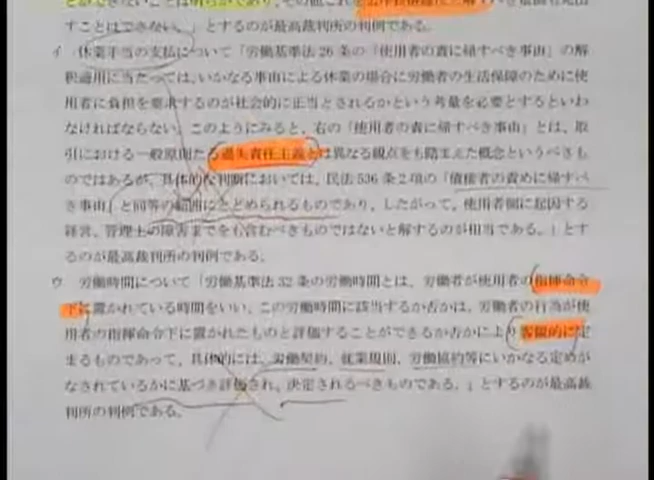 すことはできない。」とするのが最高裁判所の判例である。
イ 休業手当の支払について「労働基準法26条の「使用者の責に帰すべき事由」の解
釈適用に当たっては、いかなる事由による休業の場合に労働者の生活保障のために使
用者に負担を要求するのが社会的に正当とされるかという考量を必要とするといわ
なければならない。このようにみると、右の「使用者の責に帰すべき事由」とは、取
引における一般原則たる過失責任主義とは異なる観点をも踏まえた概念というべきも
のではあるが、具体的な判断においては、民法536条2項の「債権者の責めに帰すべ
き事由」と同等の範囲にとどめられるものであり、したがって、使用者側に起因する
経営、管理上の障害までをも含むべきものではないと解するのが相当である。」とす
るのが最高裁判所の判例である。
ウ 労働時間について「労働基準法32条の労働時間とは、労働者が使用者の指揮命令
下に置かれている時間をいい、この労働時間に該当するか否かは、労働者の行為が使
用者の指揮命令下に置かれたものと評価することができるか否かにより客観的に定
まるものであって、具体的には、労働契約、就業規則、労働協約等にいかなる定めが
なされているかに基づき評価され、決定されるべきものである。」とするのが最高裁
判所の判例である。